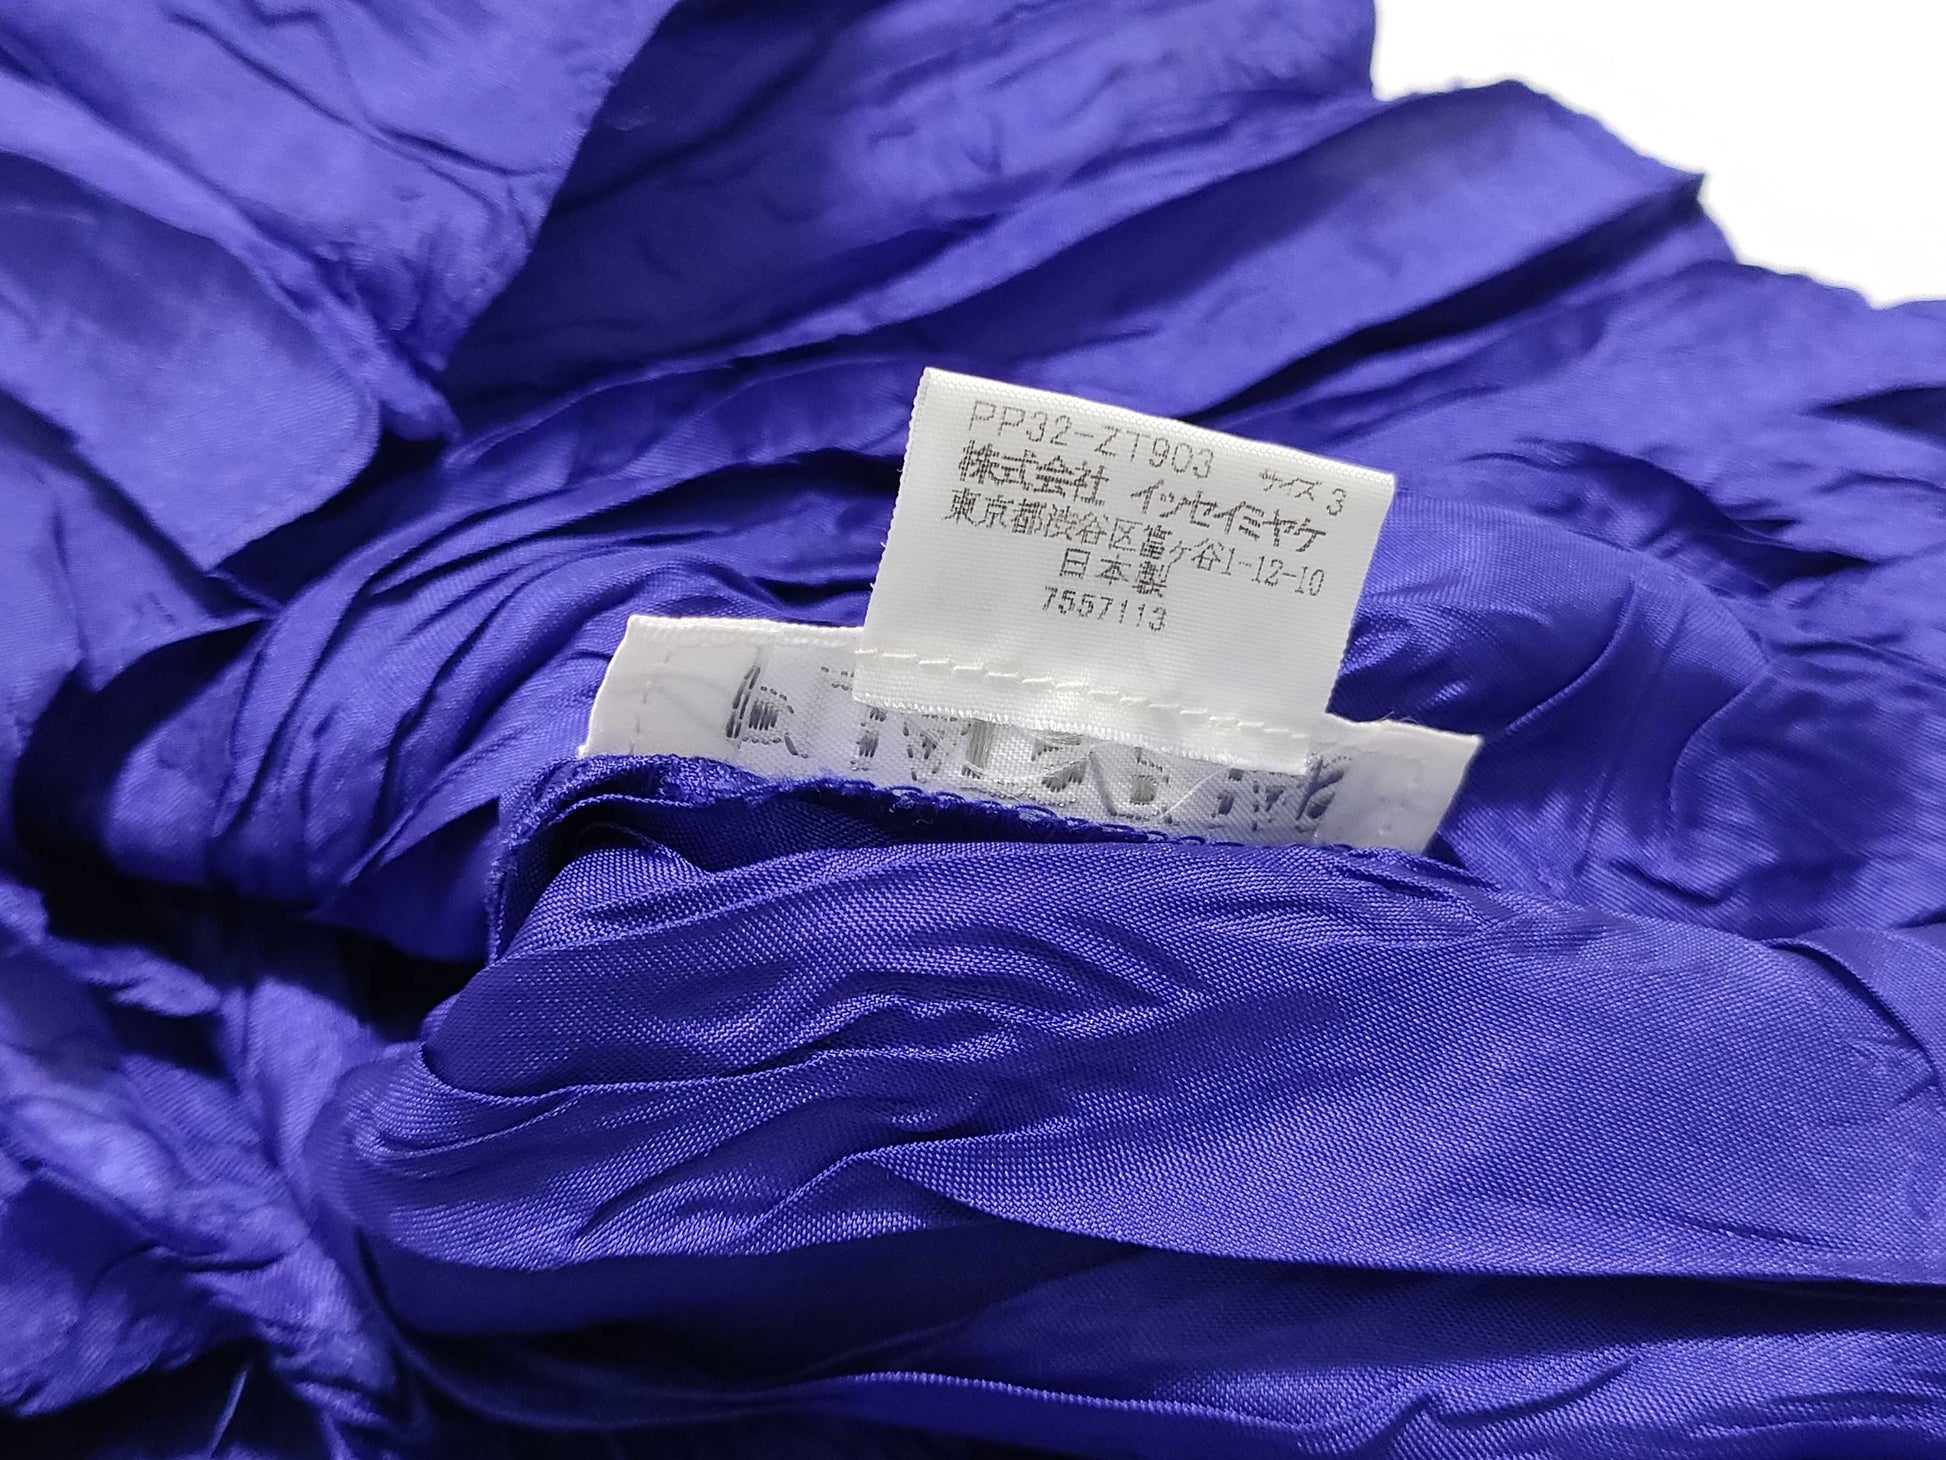 PP32-ZT903 サイズ 3
株式会社 イッセイミヤケ
東京都渋谷区富ヶ谷1-12-10
日本製
7557113